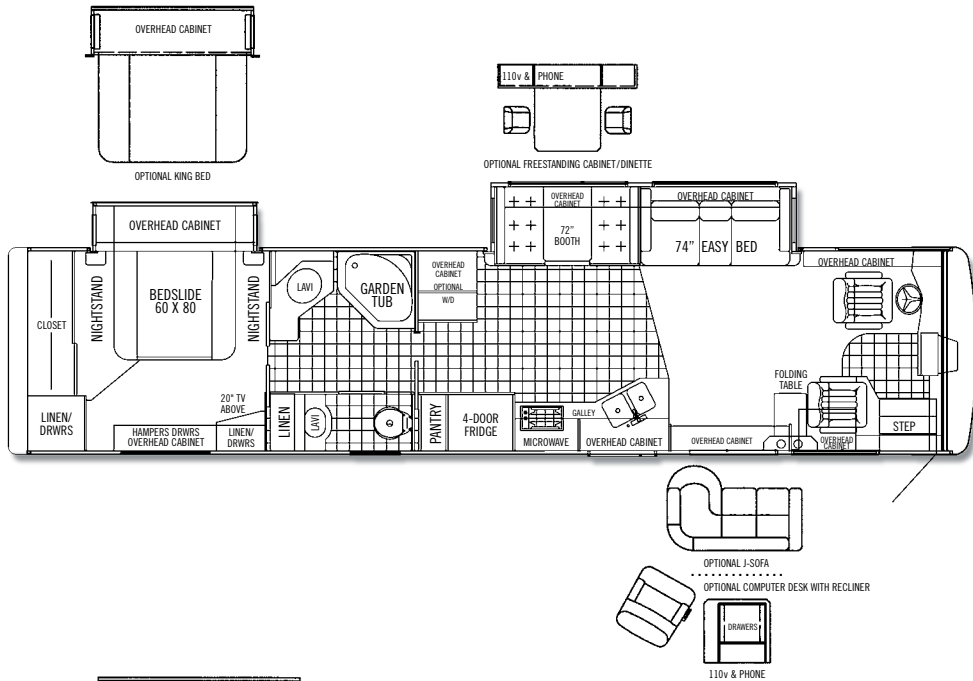 OVERHEAD CABINET
OPTIONAL KING BED
110v & PHONE
OPTIONAL FREESTANDING CABINET/DINETTE
OVERHEAD CABINET
BEDSLIDE
60 X 80
NIGHTSTAND
NIGHTSTAND
CLOSET
LINEN/
DRWRS
20" TV
ABOVE
HAMPERS DRWRS
OVERHEAD CABINET
LINEN/
DRWRS
LAVI
GARDEN
TUB
LINEN
LAVI
OVERHEAD
CABINET
OPTIONAL
W/D
PANTRY
4-DOOR
FRIDGE
MICROWAVE
GALLEY
OVERHEAD CABINET
OVERHEAD
CABINET
72"
BOOTH
OVERHEAD CABINET
74" EASY BED
OVERHEAD CABINET
FOLDING
TABLE
OVERHEAD CABINET
OVERHEAD
CABINET
STEP
OPTIONAL J-SOFA
OPTIONAL COMPUTER DESK WITH RECLINER
DRAWERS
110v & PHONE